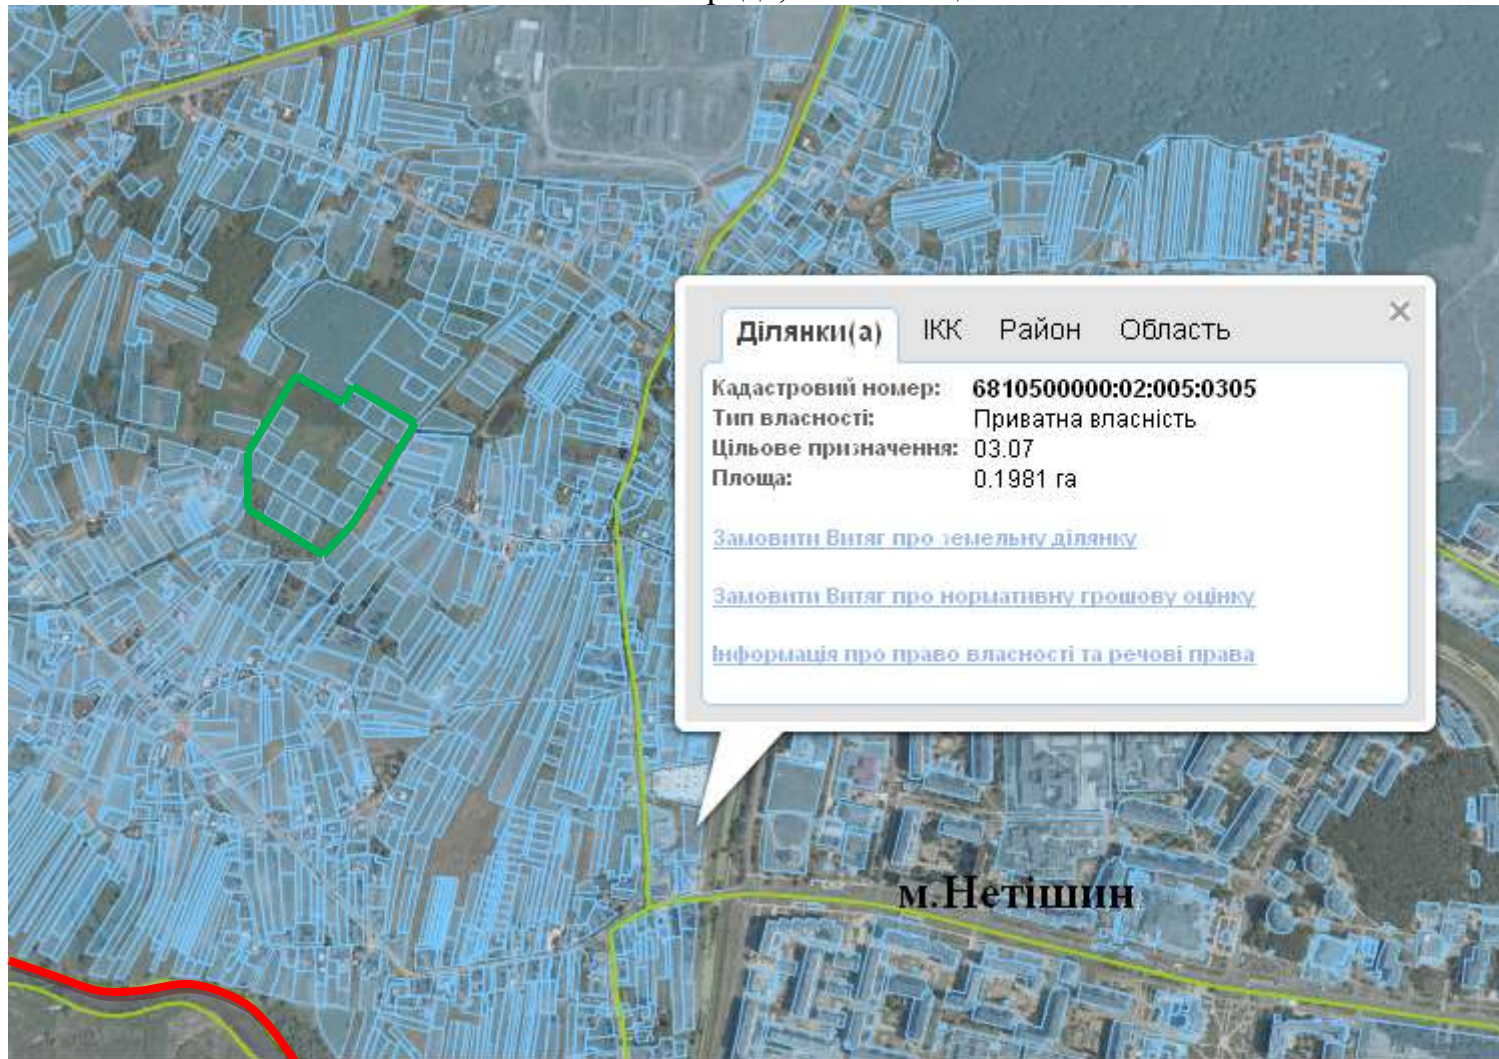 Ділянки(а) ІКК Район Область ×
Кадастровий номер: 6810500000:02:005:0305
Тип власності: Приватна власність
Цільове призначення: 03.07
Площа: 0.1981 га
Замовити Витяг про земельну ділянку
Замовити Витяг про нормативну грошову оцінку
Інформація про право власності та речові права
м.Нетішин